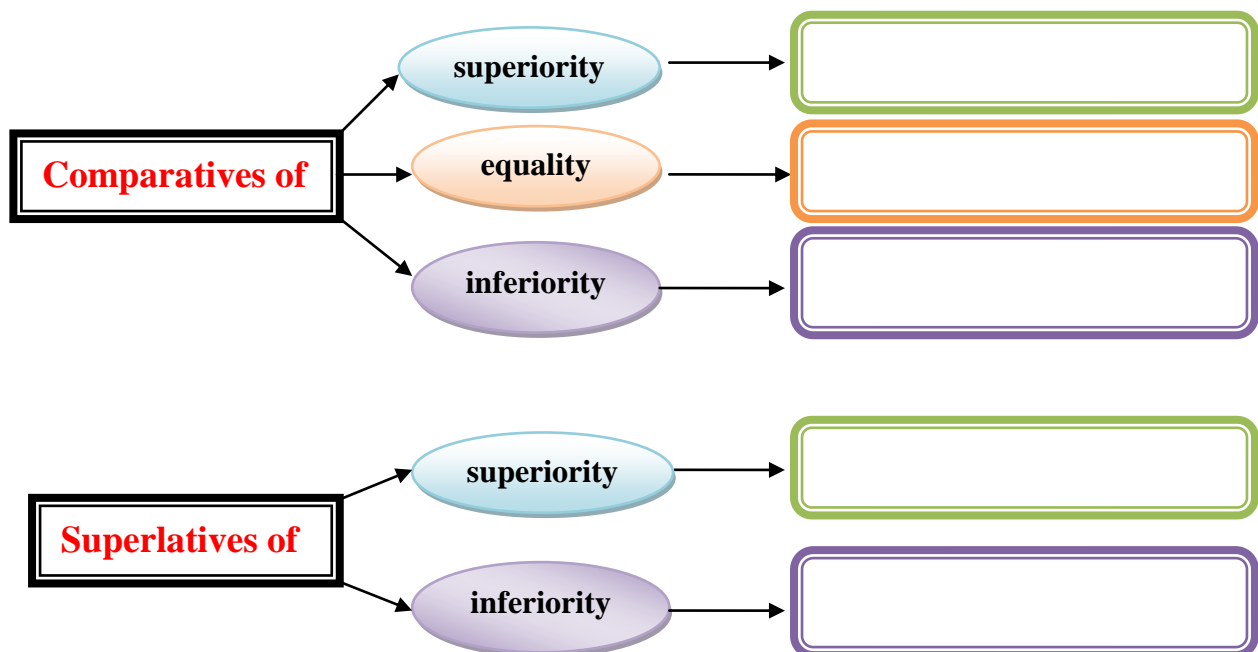 superiority
Comparatives of
equality
inferiority
superiority
Superlatives of
inferiority